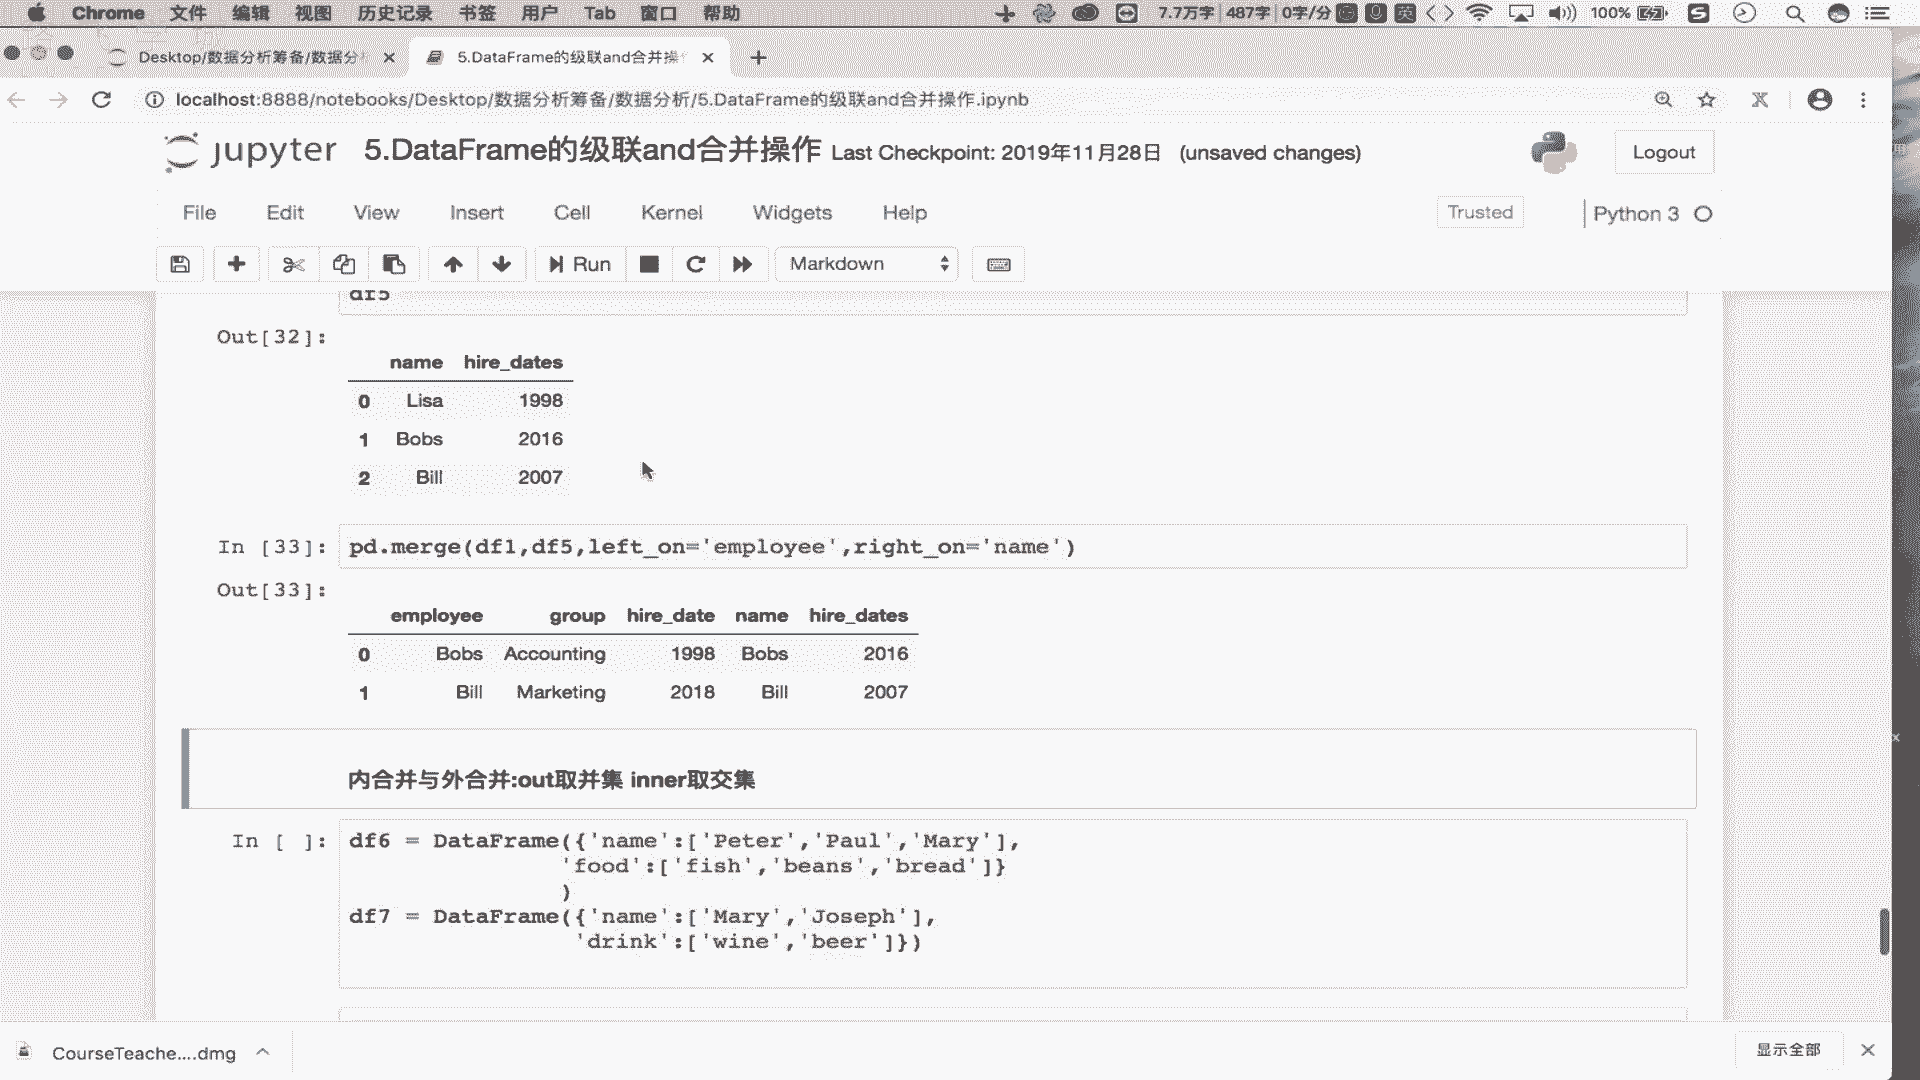 Chrome 文件 编辑 视图 历史记录 书签 用户 Tab 窗口 帮助 7.7万字 487字 0字/分 英 100%
Desktop/数据分析筹备/数据分
5.DataFrame的级联and合并操
localhost:8888/notebooks/Desktop/数据分析筹备/数据分析/5.DataFrame的级联and合并操作.ipynb
jupyter 5.DataFrame的级联and合并操作 Last Checkpoint: 2019年11月28日 (unsaved changes) Logout
File Edit View Insert Cell Kernel Widgets Help Trusted Python 3
Run Markdown
df5
Out[32]:
name hire_dates
0 Lisa 1998
1 Bobs 2016
2 Bill 2007
In [33]: pd.merge(df1,df5,left_on='employee',right_on='name')
Out[33]:
employee group hire_date name hire_dates
0 Bobs Accounting 1998 Bobs 2016
1 Bill Marketing 2018 Bill 2007
内合并与外合并:out取并集 inner取交集
In [ ]: df6 = DataFrame({'name':['Peter','Paul','Mary'],
'food':['fish','beans','bread']}
)
df7 = DataFrame({'name':['Mary','Joseph'],
'drink':['wine','beer']})
CourseTeache....dmg
显示全部